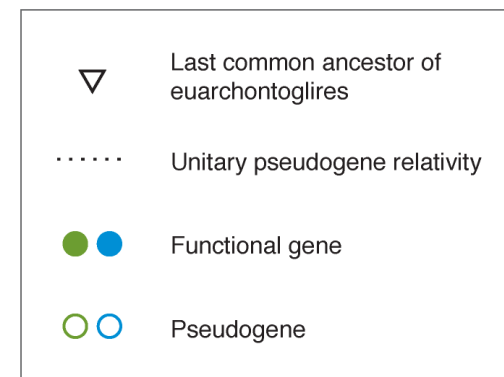 Last common ancestor of
euarchontoglires
Unitary pseudogene relativity
Functional gene
Pseudogene